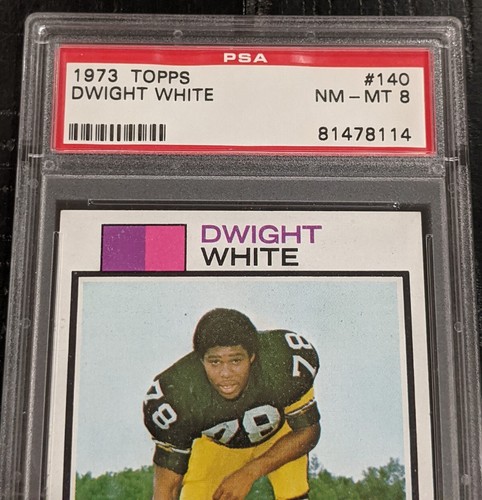 PSA
1973 TOPPS #140
DWIGHT WHITE NM - MT 8
81478114
DWIGHT
WHITE
78
78
78